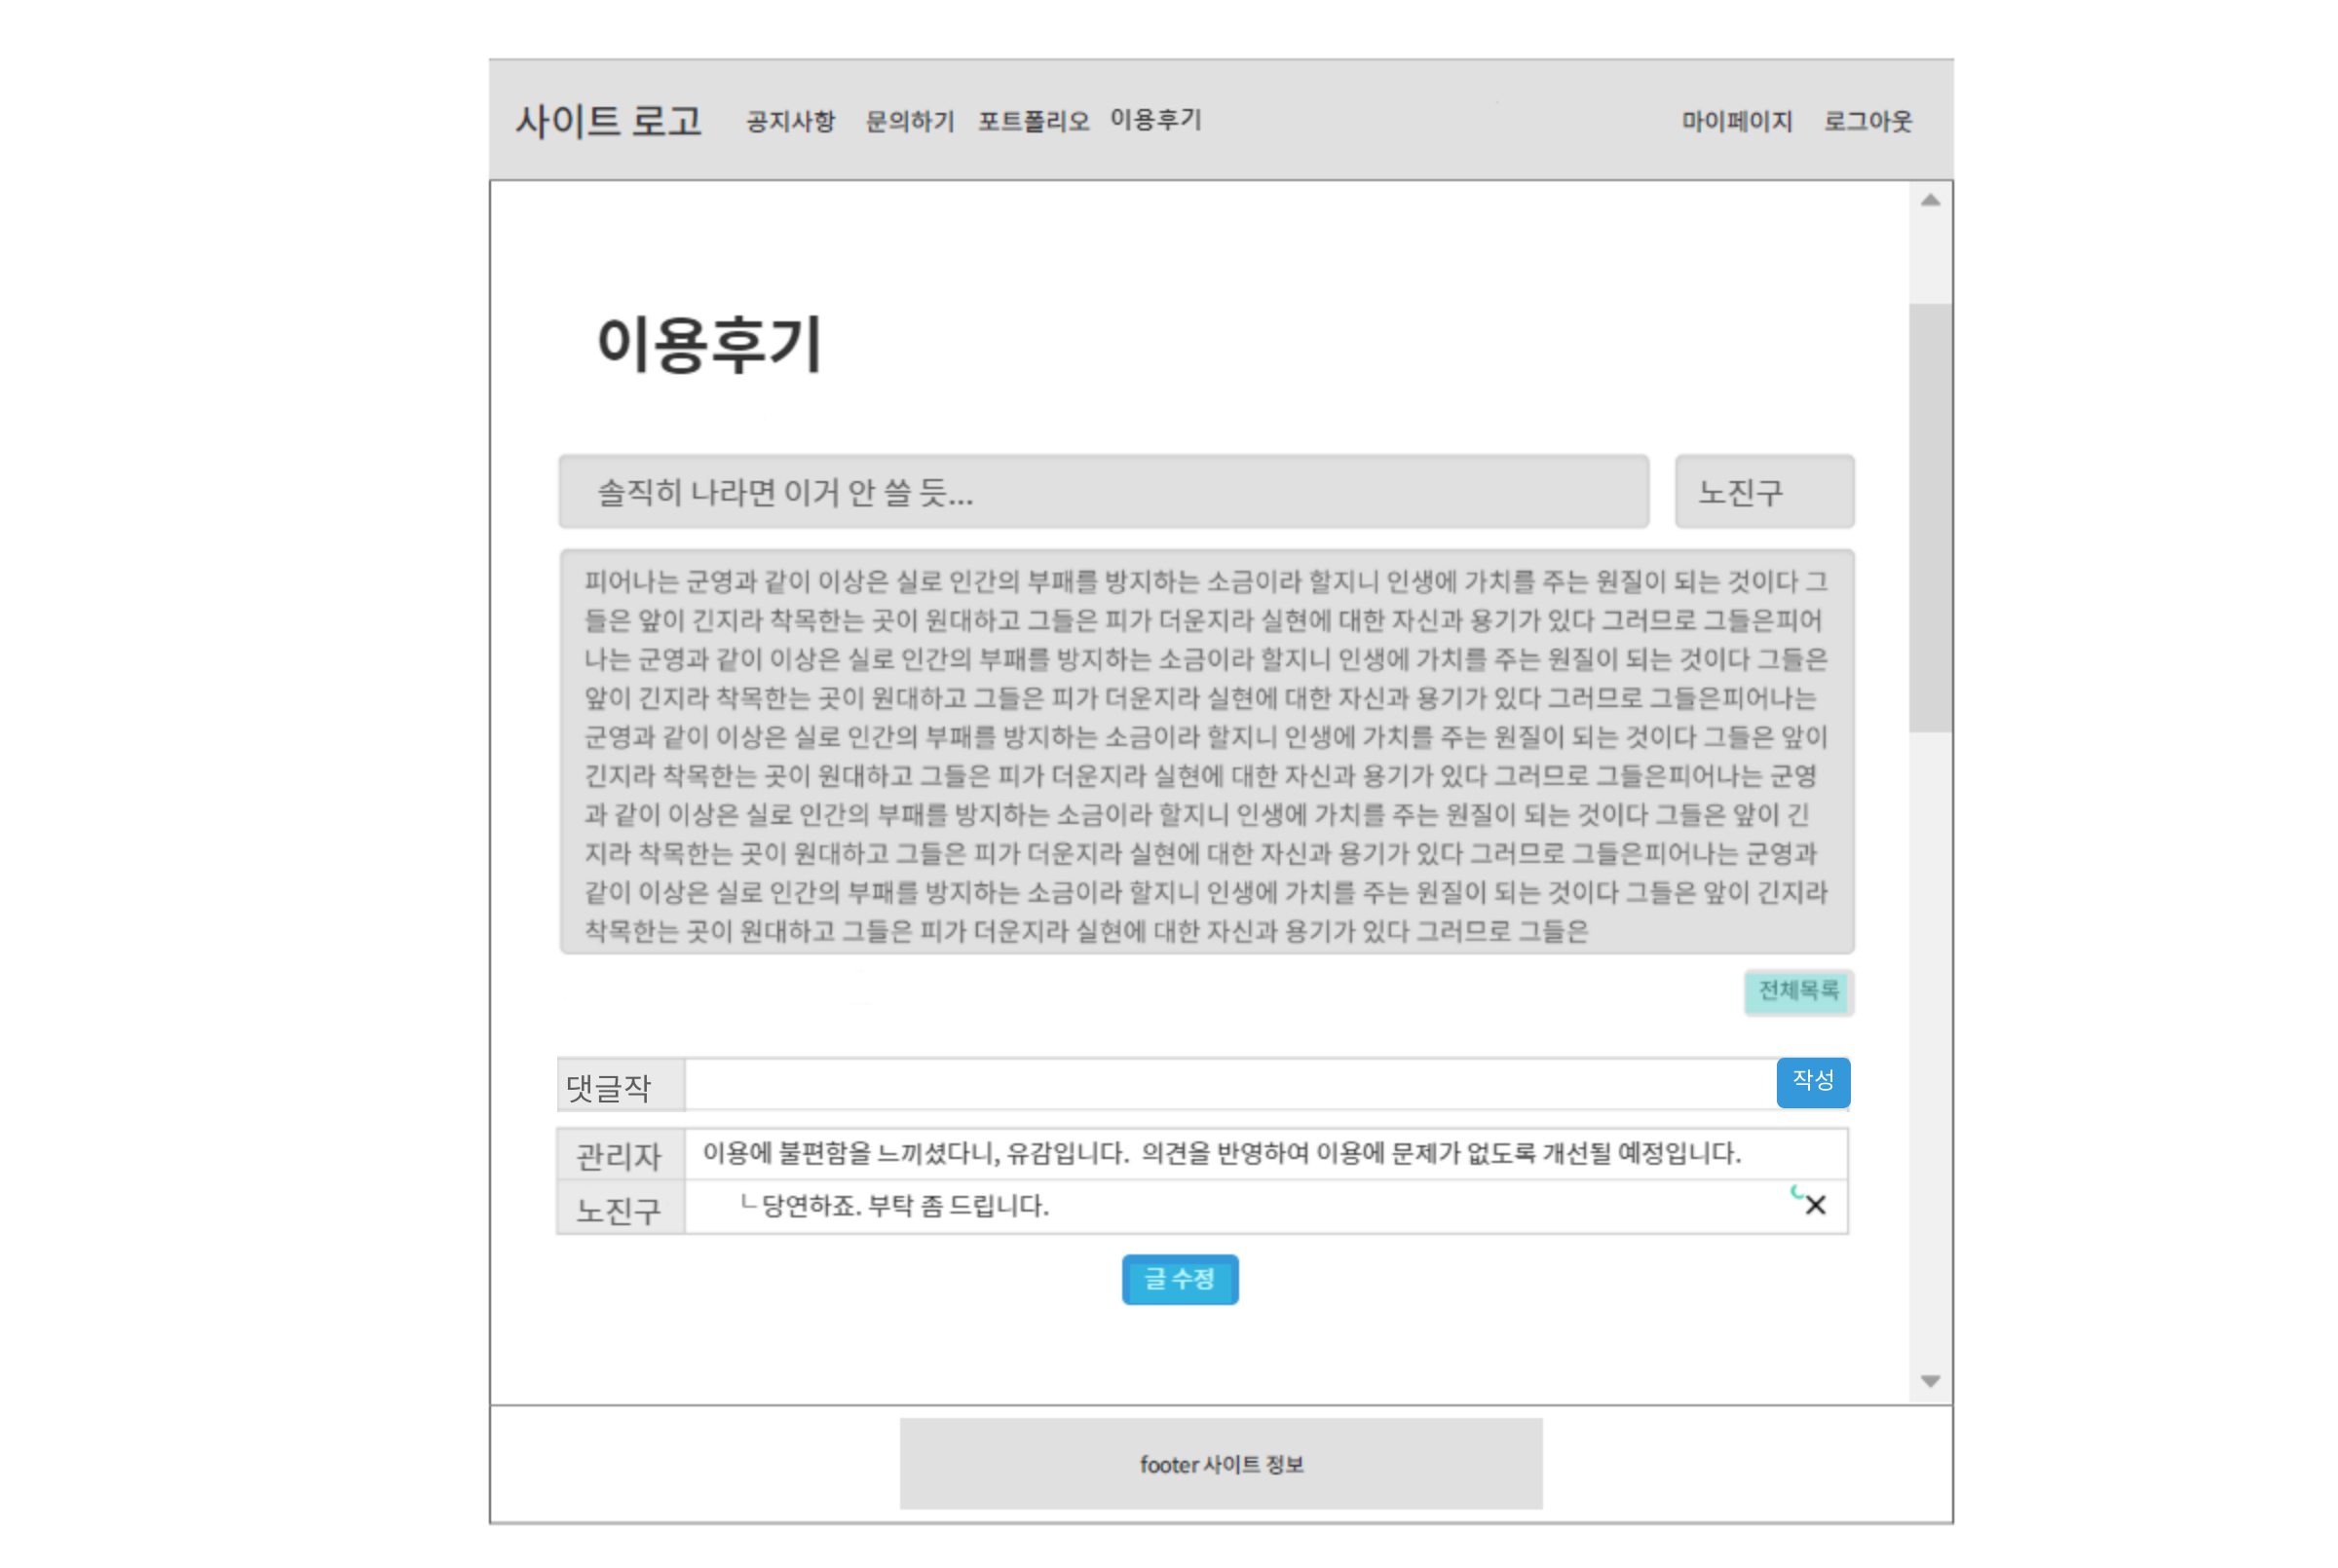 사이트 로고 공지사항 문의하기 포트폴리오 이용후기 마이페이지 로그아웃
이용후기
솔직히 나라면 이거 안 쓸 듯... 노진구
피어나는 군영과 같이 이상은 실로 인간의 부패를 방지하는 소금이라 할지니 인생에 가치를 주는 원질이 되는 것이다 그
들은 앞이 긴지라 착목한는 곳이 원대하고 그들은 피가 더운지라 실현에 대한 자신과 용기가 있다 그러므로 그들은피어
나는 군영과 같이 이상은 실로 인간의 부패를 방지하는 소금이라 할지니 인생에 가치를 주는 원질이 되는 것이다 그들은
앞이 긴지라 착목한는 곳이 원대하고 그들은 피가 더운지라 실현에 대한 자신과 용기가 있다 그러므로 그들은피어나는
군영과 같이 이상은 실로 인간의 부패를 방지하는 소금이라 할지니 인생에 가치를 주는 원질이 되는 것이다 그들은 앞이
긴지라 착목한는 곳이 원대하고 그들은 피가 더운지라 실현에 대한 자신과 용기가 있다 그러므로 그들은피어나는 군영
과 같이 이상은 실로 인간의 부패를 방지하는 소금이라 할지니 인생에 가치를 주는 원질이 되는 것이다 그들은 앞이 긴
지라 착목한는 곳이 원대하고 그들은 피가 더운지라 실현에 대한 자신과 용기가 있다 그러므로 그들은피어나는 군영과
같이 이상은 실로 인간의 부패를 방지하는 소금이라 할지니 인생에 가치를 주는 원질이 되는 것이다 그들은 앞이 긴지라
착목한는 곳이 원대하고 그들은 피가 더운지라 실현에 대한 자신과 용기가 있다 그러므로 그들은
전체목록
댓글작 작성
관리자 이용에 불편함을 느끼셨다니, 유감입니다. 의견을 반영하여 이용에 문제가 없도록 개선될 예정입니다.
노진구 ㄴ당연하죠. 부탁 좀 드립니다.
글 수정
footer 사이트 정보